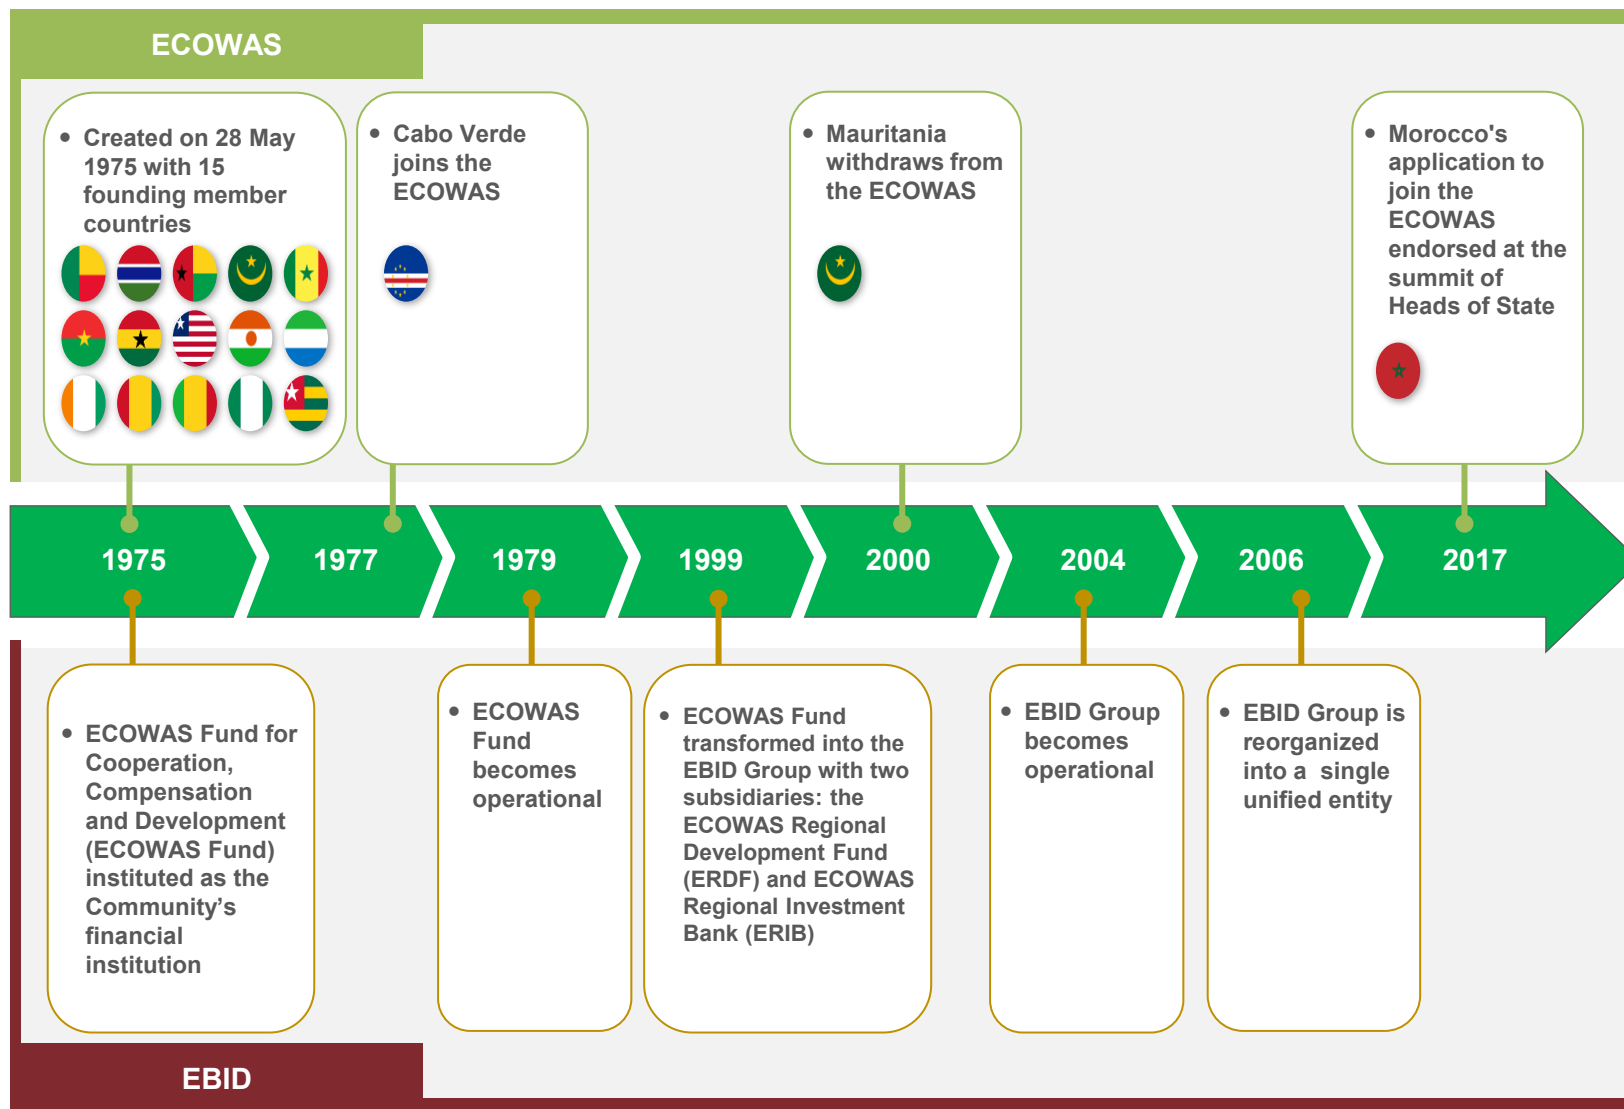 ECOWAS
• Created on 28 May
1975 with 15
founding member
countries
• Cabo Verde
joins the
ECOWAS
• Mauritania
withdraws from
the ECOWAS
• Morocco's
application to
join the
ECOWAS
endorsed at the
summit of
Heads of State
1975
1977
1979
1999
2000
2004
2006
2017
• ECOWAS Fund for
Cooperation,
Compensation
and Development
(ECOWAS Fund)
instituted as the
Community’s
financial
institution
• ECOWAS
Fund
becomes
operational
• ECOWAS Fund
transformed into the
EBID Group with two
subsidiaries: the
ECOWAS Regional
Development Fund
(ERDF) and ECOWAS
Regional Investment
Bank (ERIB)
• EBID Group
becomes
operational
• EBID Group is
reorganized
into a  single
unified entity
EBID